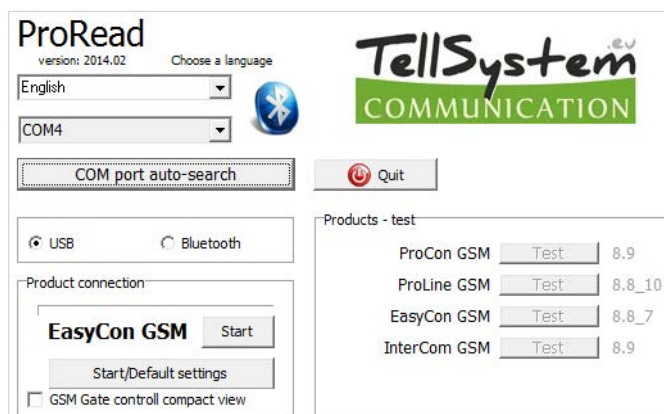 ProRead
version: 2014.02
Choose a language
English
COM4
COM port auto-search
Quit
TellSystem.eu
COMMUNICATION
USB
Bluetooth
Product connection
EasyCon GSM
Start
Start/Default settings
GSM Gate controll compact view
Products - test
ProCon GSM Test 8.9
ProLine GSM Test 8.8_10
EasyCon GSM Test 8.8_7
InterCom GSM Test 8.9